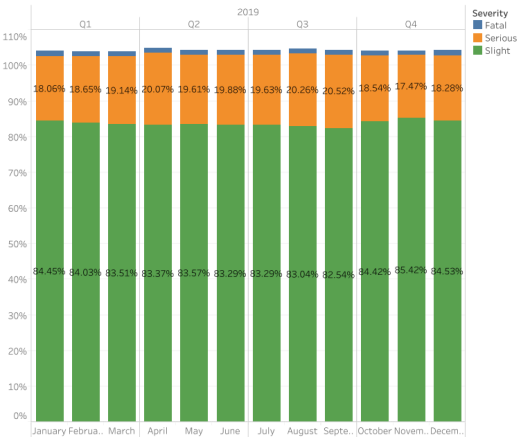 2019
Q1 Q2 Q3 Q4
Severity
Fatal
Serious
Slight
110%
100%
90%
80%
70%
60%
50%
40%
30%
20%
10%
0%
18.06% 18.65% 19.14% 20.07% 19.61% 19.88% 19.63% 20.26% 20.52% 18.54% 17.47% 18.28%
84.45% 84.03% 83.51% 83.37% 83.57% 83.29% 83.29% 83.04% 82.54% 84.42% 85.42% 84.53%
January Februa.. March April May June July August Septe.. October Novem.. Decem..